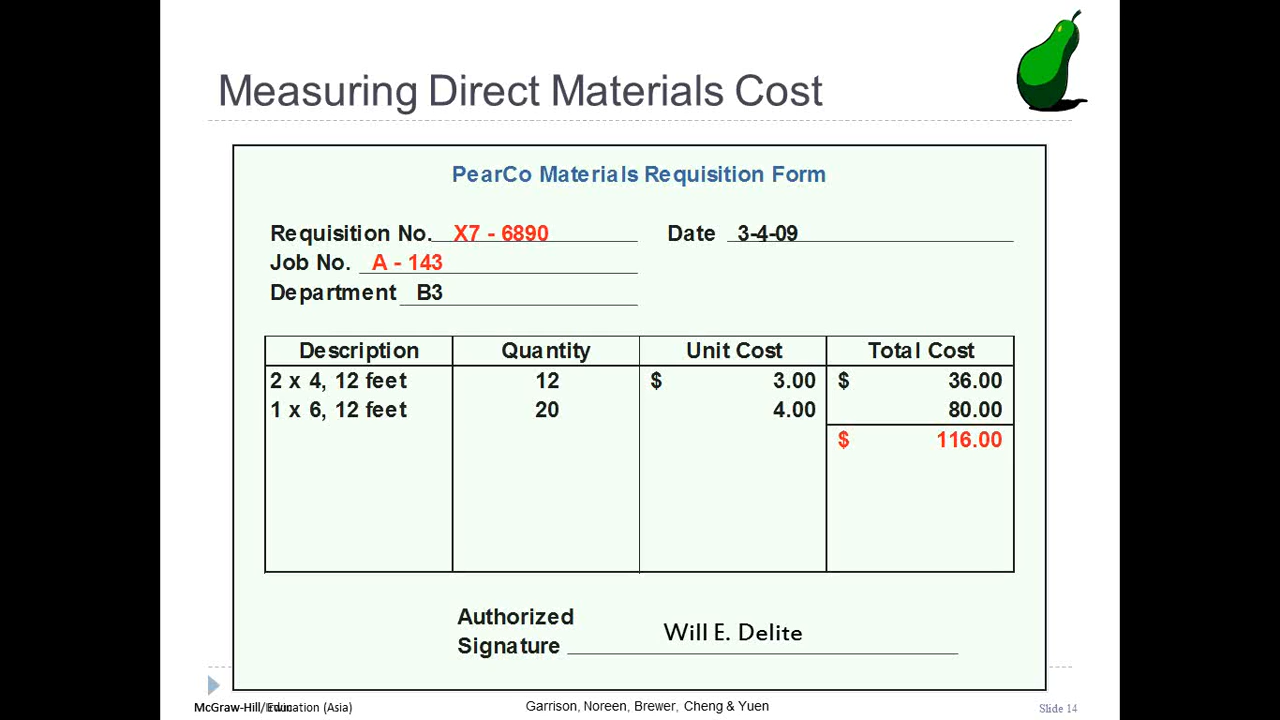 Measuring Direct Materials Cost
PearCo Materials Requisition Form
Requisition No. X7 - 6890 Date 3-4-09
Job No. A - 143
Department B3
Description Quantity Unit Cost Total Cost
2 x 4, 12 feet 12 $ 3.00 $ 36.00
1 x 6, 12 feet 20 4.00 80.00
$ 116.00
Authorized
Signature Will E. Delite
McGraw-Hill/ (Asia) Garrison, Noreen, Brewer, Cheng & Yuen Slide 14